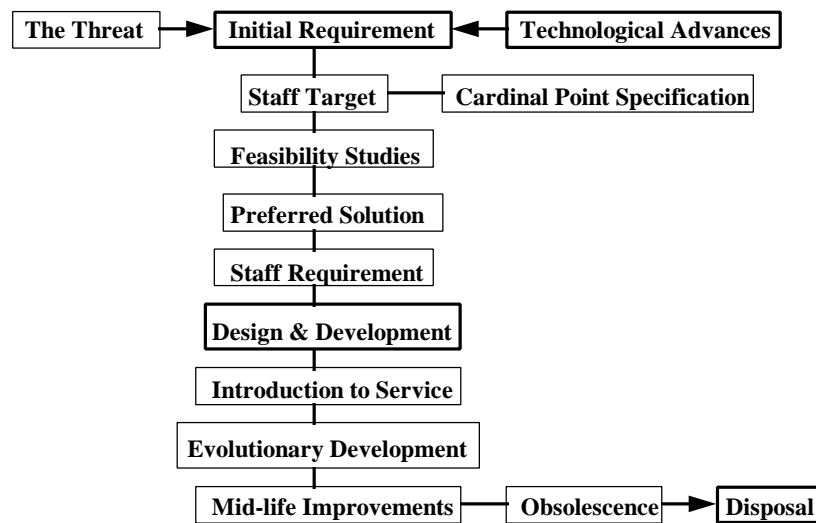 The Threat
Initial Requirement
Technological Advances
Staff Target
Cardinal Point Specification
Feasibility Studies
Preferred Solution
Staff Requirement
Design & Development
Introduction to Service
Evolutionary Development
Mid-life Improvements
Obsolescence
Disposal